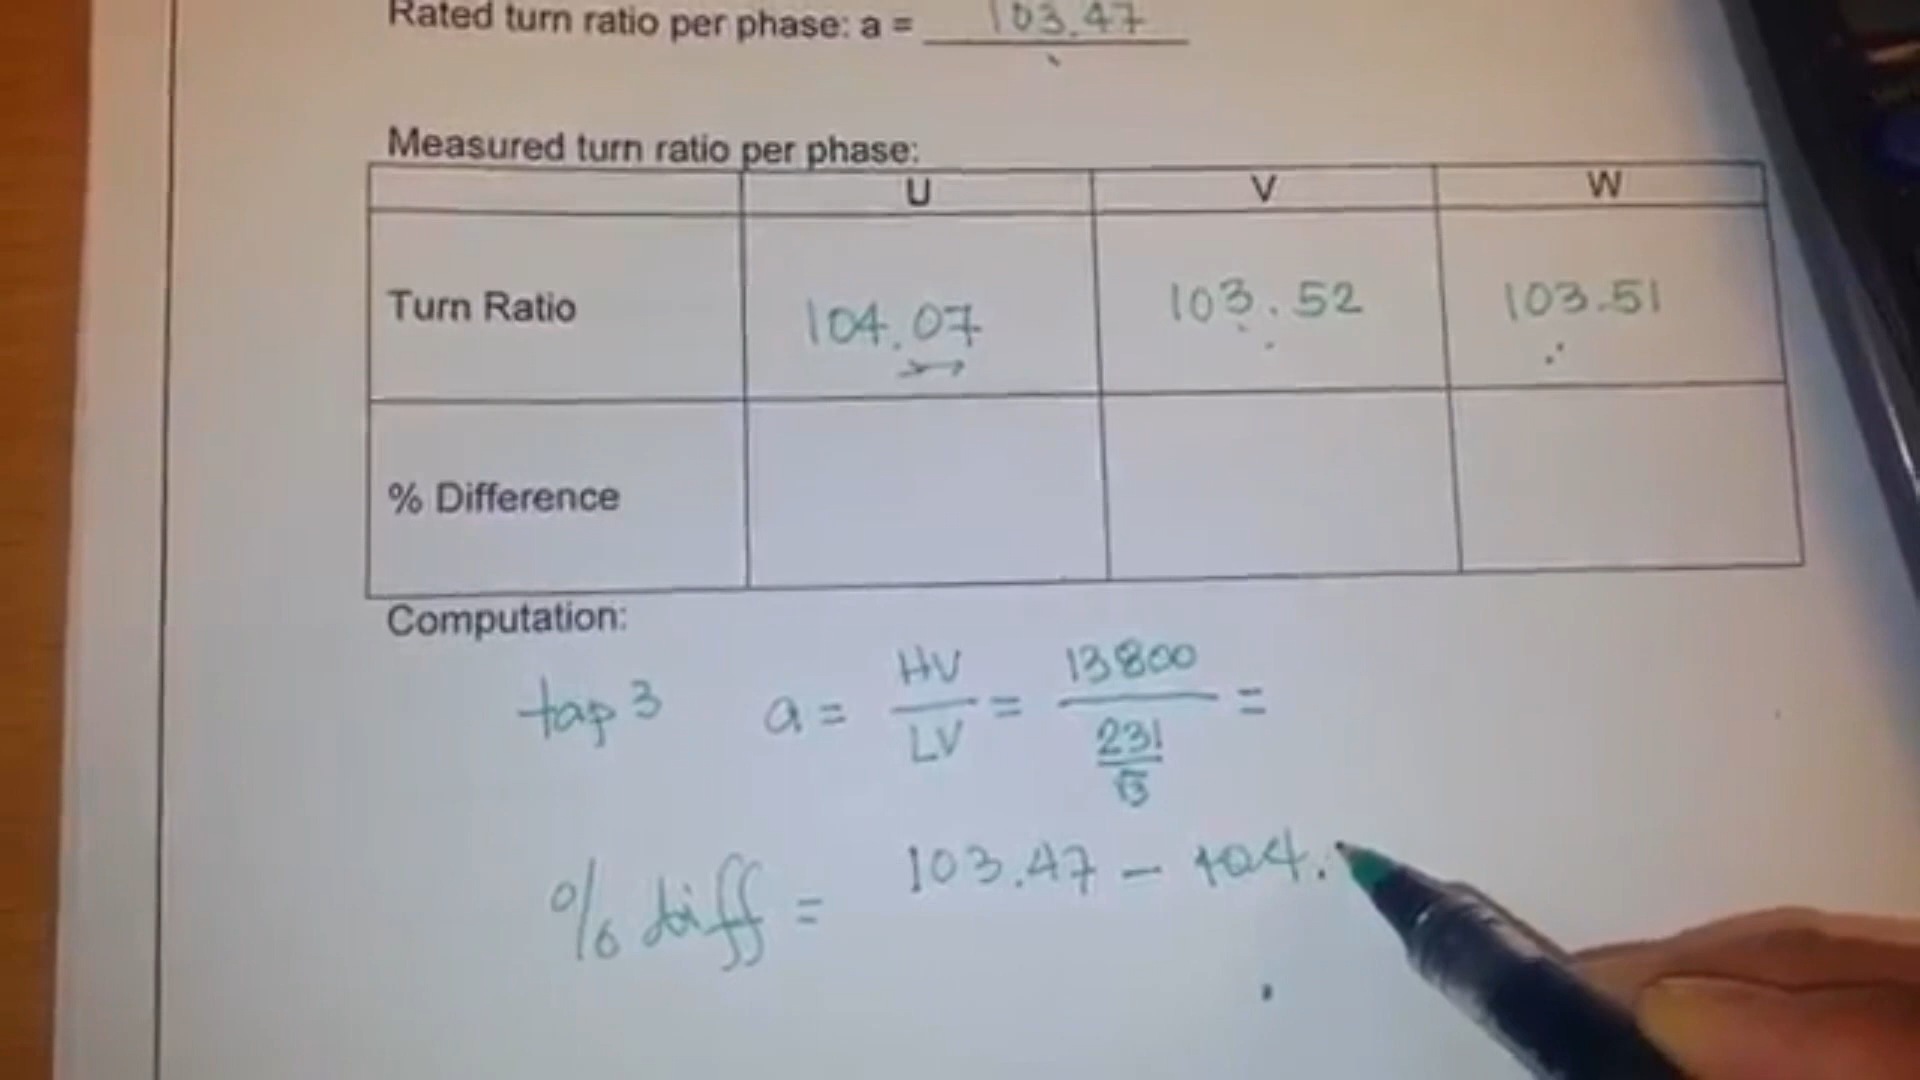 Rated turn ratio per phase: a = 103.47
Measured turn ratio per phase:
U V W
Turn Ratio 104.07 103.52 103.51
% Difference
Computation:
tap 3 a = HV/LV = 13800/(231/√3) =
% diff = 103.47 - 104.